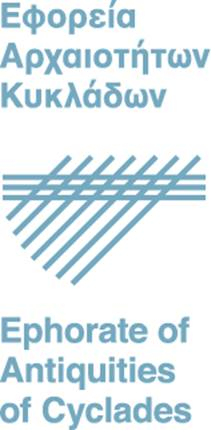 Εφορεία
Αρχαιοτήτων
Κυκλάδων
Ephorate of
Antiquities
of Cyclades